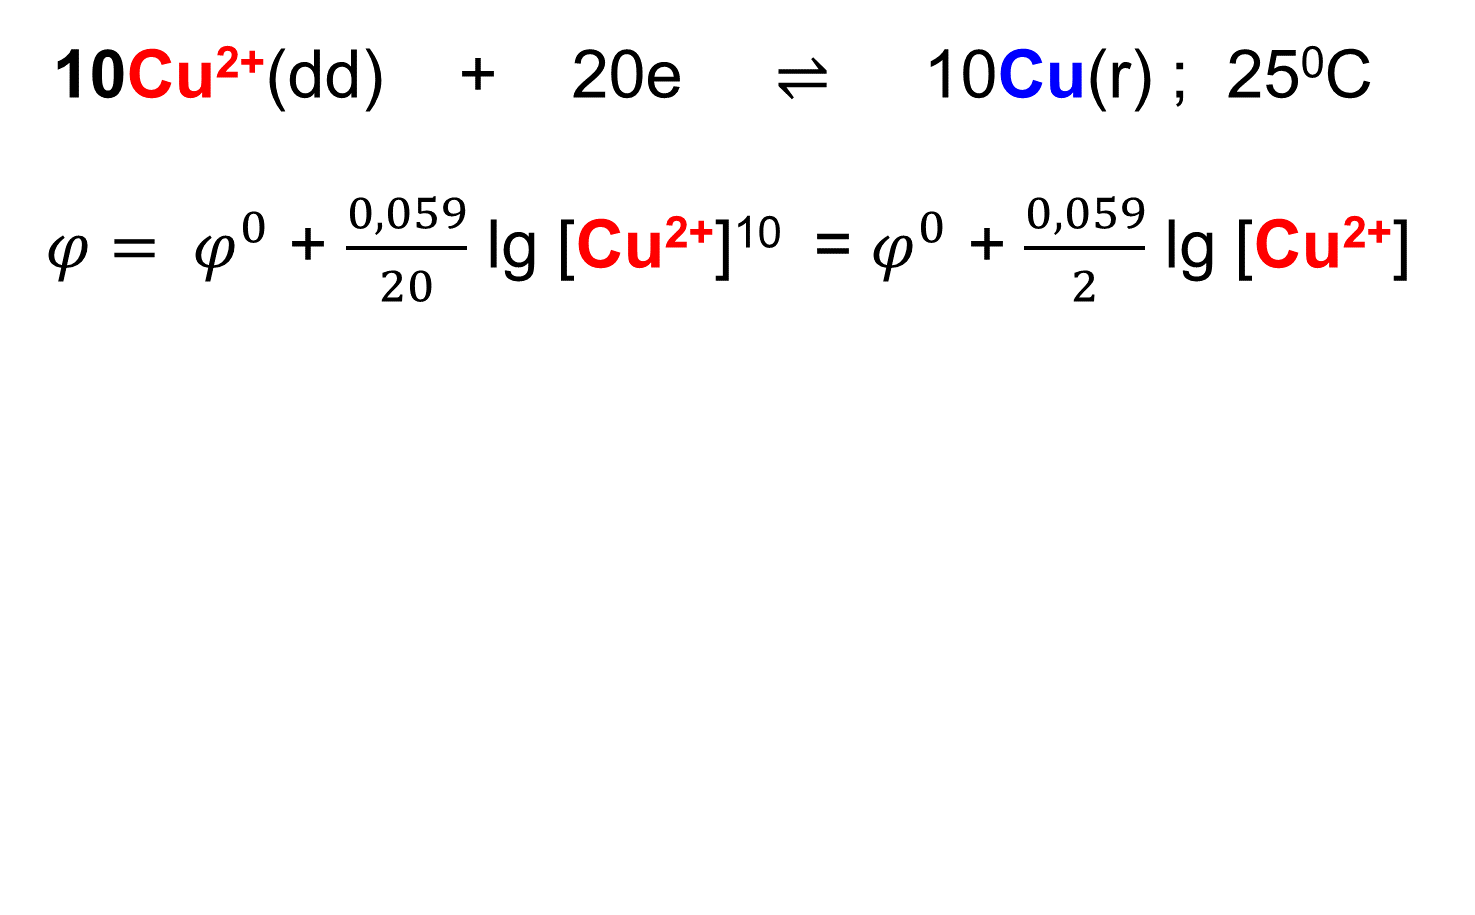 10Cu²⁺(dd) + 20e ⇌ 10Cu(r) ; 25⁰C
φ = φ⁰ + 0,059/20 lg [Cu²⁺]¹⁰ = φ⁰ + 0,059/2 lg [Cu²⁺]